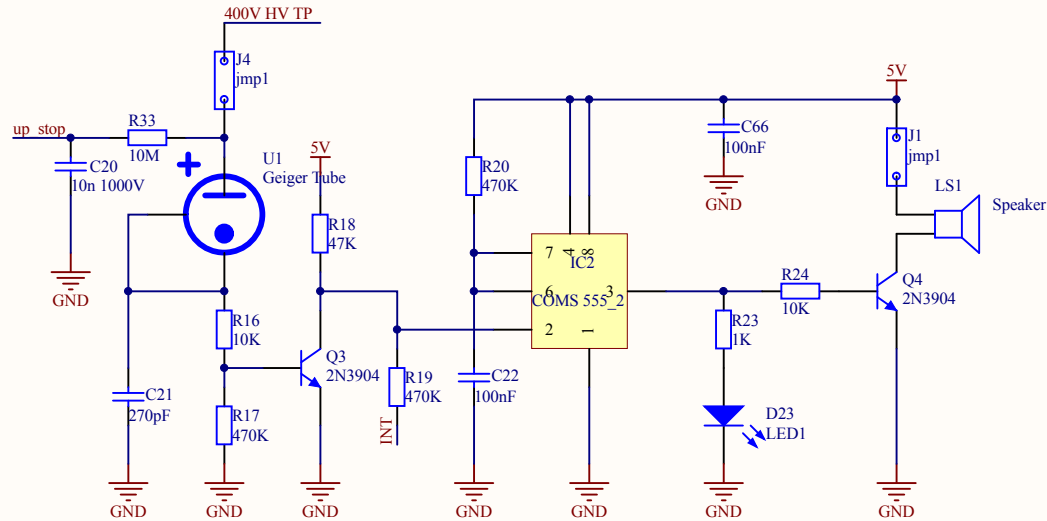 400V HV TP
J4
jmp1
up_stop
R33
10M
C20
10n 1000V
GND
U1
Geiger Tube
5V
R18
47K
R16
10K
C21
270pF
R17
470K
Q3
2N3904
R19
470K
INT
GND
GND
GND
R20
470K
C22
100nF
GND
7
4
8
IC2
6
COMS 555_2
3
2
1
GND
C66
100nF
GND
5V
J1
jmp1
LS1
Speaker
R24
10K
Q4
2N3904
R23
1K
D23
LED1
GND
GND